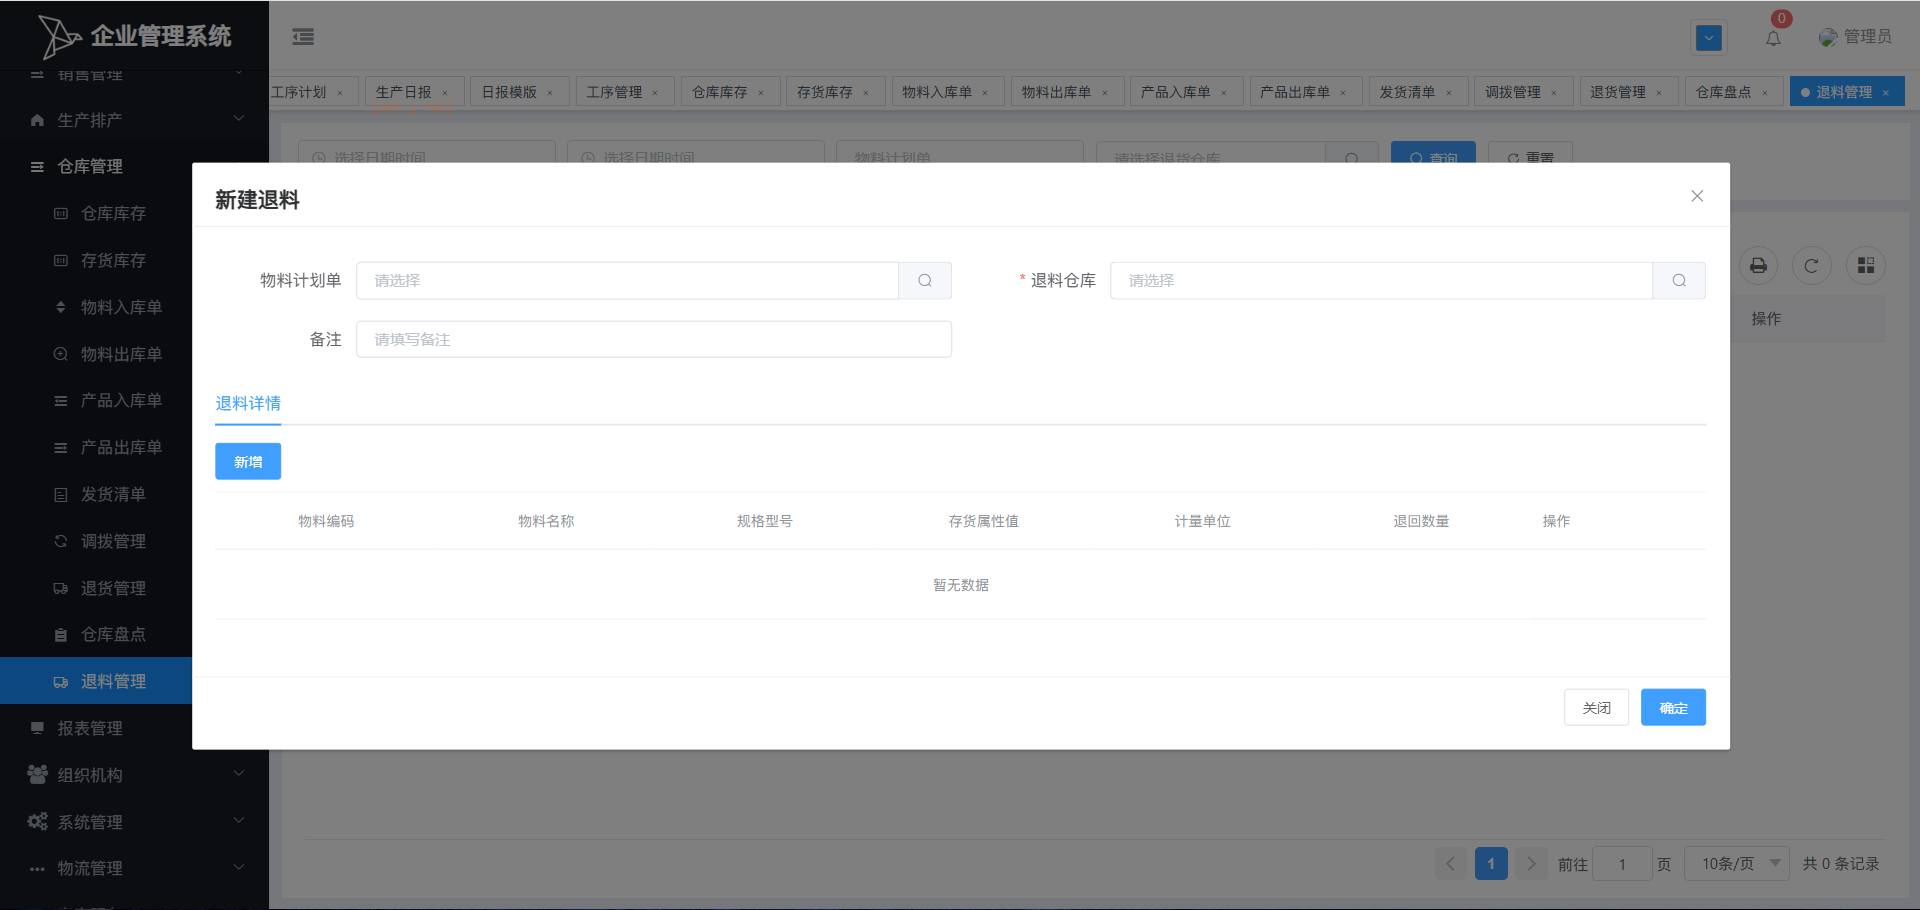 企业管理系统
0
管理员
销售管理
生产排产
仓库管理
仓库库存
存货库存
物料入库单
物料出库单
产品入库单
产品出库单
发货清单
调拨管理
退货管理
仓库盘点
退料管理
报表管理
组织机构
系统管理
物流管理
工序计划 × 生产日报 × 日报模版 × 工序管理 × 仓库库存 × 存货库存 × 物料入库单 × 物料出库单 × 产品入库单 × 产品出库单 × 发货清单 × 调拨管理 × 退货管理 × 仓库盘点 × 退料管理 ×
选择日期时间 选择日期时间 物料计划单 请选择退货仓库 查询 重置
操作
新建退料
物料计划单 请选择 * 退料仓库 请选择
备注 请填写备注
退料详情
新增
物料编码 物料名称 规格型号 存货属性值 计量单位 退回数量 操作
暂无数据
关闭 确定
1 前往 1 页 10条/页 共 0 条记录